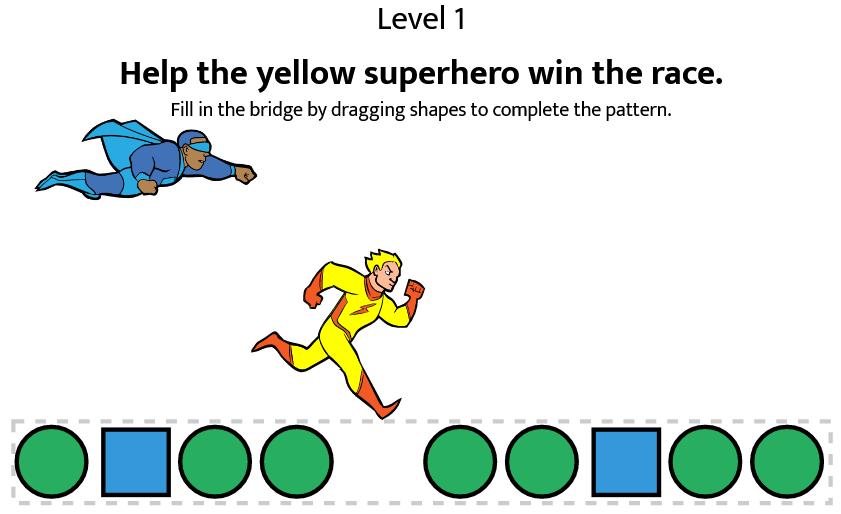 Level 1
Help the yellow superhero win the race.
Fill in the bridge by dragging shapes to complete the pattern.